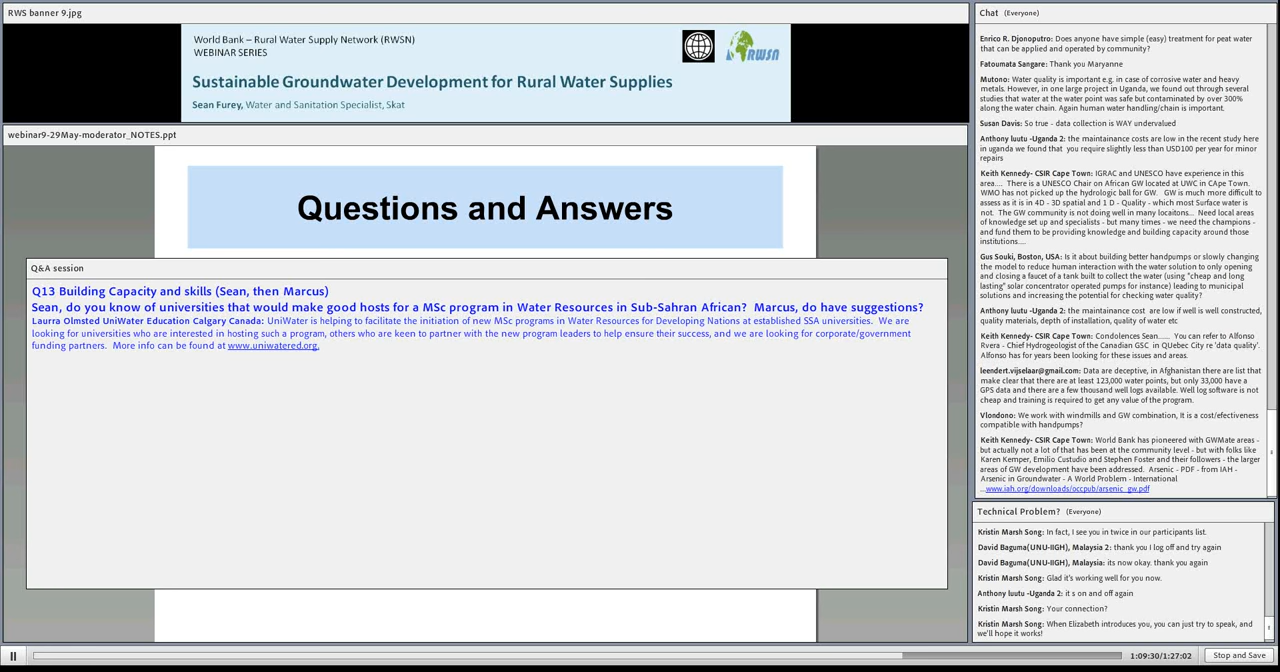 RWS banner 9.jpg
World Bank – Rural Water Supply Network (RWSN)
WEBINAR SERIES
RWSN
Sustainable Groundwater Development for Rural Water Supplies
Sean Furey, Water and Sanitation Specialist, Skat
webinar9-29May-moderator_NOTES.ppt
Questions and Answers
Q&A session
Q13 Building Capacity and skills (Sean, then Marcus)
Sean, do you know of universities that would make good hosts for a MSc program in Water Resources in Sub-Sahran African? Marcus, do have suggestions?
Laurra Olmsted UniWater Education Calgary Canada: UniWater is helping to facilitate the initiation of new MSc programs in Water Resources for Developing Nations at established SSA universities. We are
looking for universities who are interested in hosting such a program, others who are keen to partner with the new program leaders to help ensure their success, and we are looking for corporate/government
funding partners. More info can be found at www.uniwatered.org.
Chat (Everyone)
Enrico R. Djonoputro: Does anyone have simple (easy) treatment for peat water
that can be applied and operated by community?
Fatoumata Sangare: Thank you Maryanne
Mutono: Water quality is important e.g. in case of corrosive water and heavy
metals. However, in one large project in Uganda, we found out through several
studies that water at the water point was safe but contaminated by over 300%
along the water chain. Again human water handling/chain is important.
Susan Davis: So true - data collection is WAY undervalued
Anthony luutu -Uganda 2: the maintainance costs are low in the recent study here
in uganda we found that you require slightly less than USD100 per year for minor
repairs
Keith Kennedy- CSIR Cape Town: IGRAC and UNESCO have experience in this
area.... There is a UNESCO Chair on African GW located at UWC in CApe Town.
WMO has not picked up the hydrologic ball for GW. GW is much more difficult to
assess as it is in 4D - 3D spatial and 1 D - Quality - which most Surface water is
not. The GW community is not doing well in many locaitons... Need local areas
of knowledge set up and specialists - but many times - we need the champions -
and fund them to be providing knowledge and building capacity around those
institutions....
Gus Souki, Boston, USA: Is it about building better handpumps or slowly changing
the model to reduce human interaction with the water solution to only opening
and closing a faucet of a tank built to collect the water (using "cheap and long
lasting" solar concentrator operated pumps for instance) leading to municipal
solutions and increasing the potential for checking water quality?
Anthony luutu -Uganda 2: the maintainance cost are low if well is well constructed,
quality materials, depth of installation, quality of water etc
Keith Kennedy- CSIR Cape Town: Condolences Sean...... You can refer to Alfonso
Rvera - Chief Hydrogeologist of the Canadian GSC in QUebec City re 'data quality'.
Alfonso has for years been looking for these issues and areas.
leendert.vijselaar@gmail.com: Data are deceptive, in Afghanistan there are list that
make clear that there are at least 123,000 water points, but only 33,000 have a
GPS data and there are a few thousand well logs available. Well log software is not
cheap and training is required to get any value of the program.
Vlondono: We work with windmills and GW combination, It is a cost/efectiveness
compatible with handpumps?
Keith Kennedy- CSIR Cape Town: World Bank has pioneered with GWMate areas -
but actually not a lot of that has been at the community level - but with folks like
Karen Kemper, Emilio Custudio and Stephen Foster and their followers - the larger
areas of GW development have been addressed. Arsenic - PDF - from IAH -
Arsenic in Groundwater - A World Problem - International
...www.iah.org/downloads/occpub/arsenic_gw.pdf
Technical Problem? (Everyone)
Kristin Marsh Song: In fact, I see you in twice in our participants list.
David Baguma(UNU-IIGH), Malaysia 2: thank you I log off and try again
David Baguma(UNU-IIGH), Malaysia: its now okay. thank you again
Kristin Marsh Song: Glad it's working well for you now.
Anthony luutu -Uganda 2: it s on and off again
Kristin Marsh Song: Your connection?
Kristin Marsh Song: When Elizabeth introduces you, you can just try to speak, and
we'll hope it works!
1:09:30/1:27:02
Stop and Save